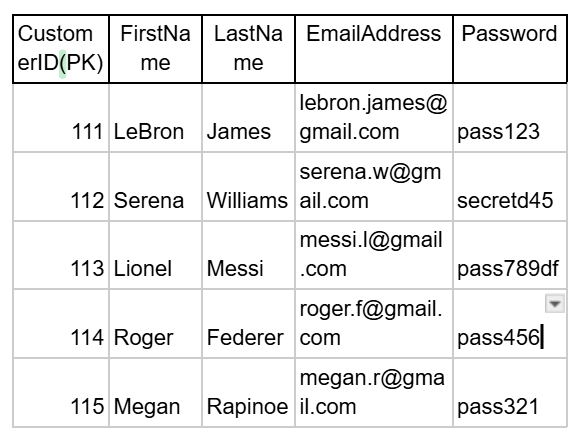 CustomerID(PK) FirstName LastName EmailAddress Password
111 LeBron James lebron.james@gmail.com pass123
112 Serena Williams serena.w@gmail.com secretd45
113 Lionel Messi messi.l@gmail.com pass789df
114 Roger Federer roger.f@gmail.com pass456
115 Megan Rapinoe megan.r@gmail.com pass321